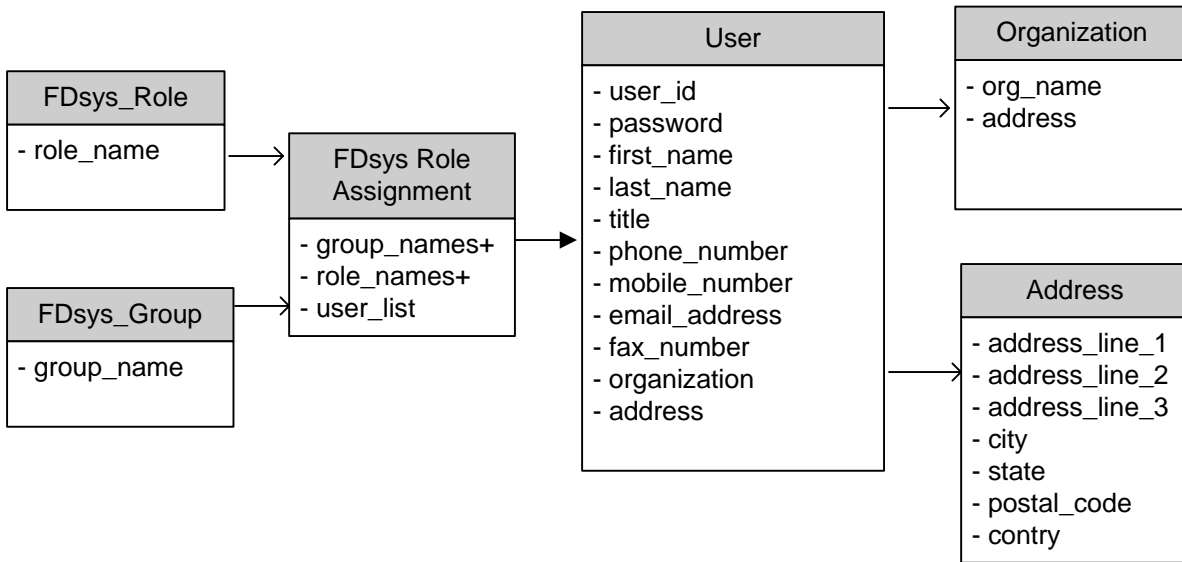 FDsys_Role
- role_name
FDsys_Group
- group_name
FDsys Role
Assignment
- group_names+
- role_names+
- user_list
User
- user_id
- password
- first_name
- last_name
- title
- phone_number
- mobile_number
- email_address
- fax_number
- organization
- address
Organization
- org_name
- address
Address
- address_line_1
- address_line_2
- address_line_3
- city
- state
- postal_code
- contry